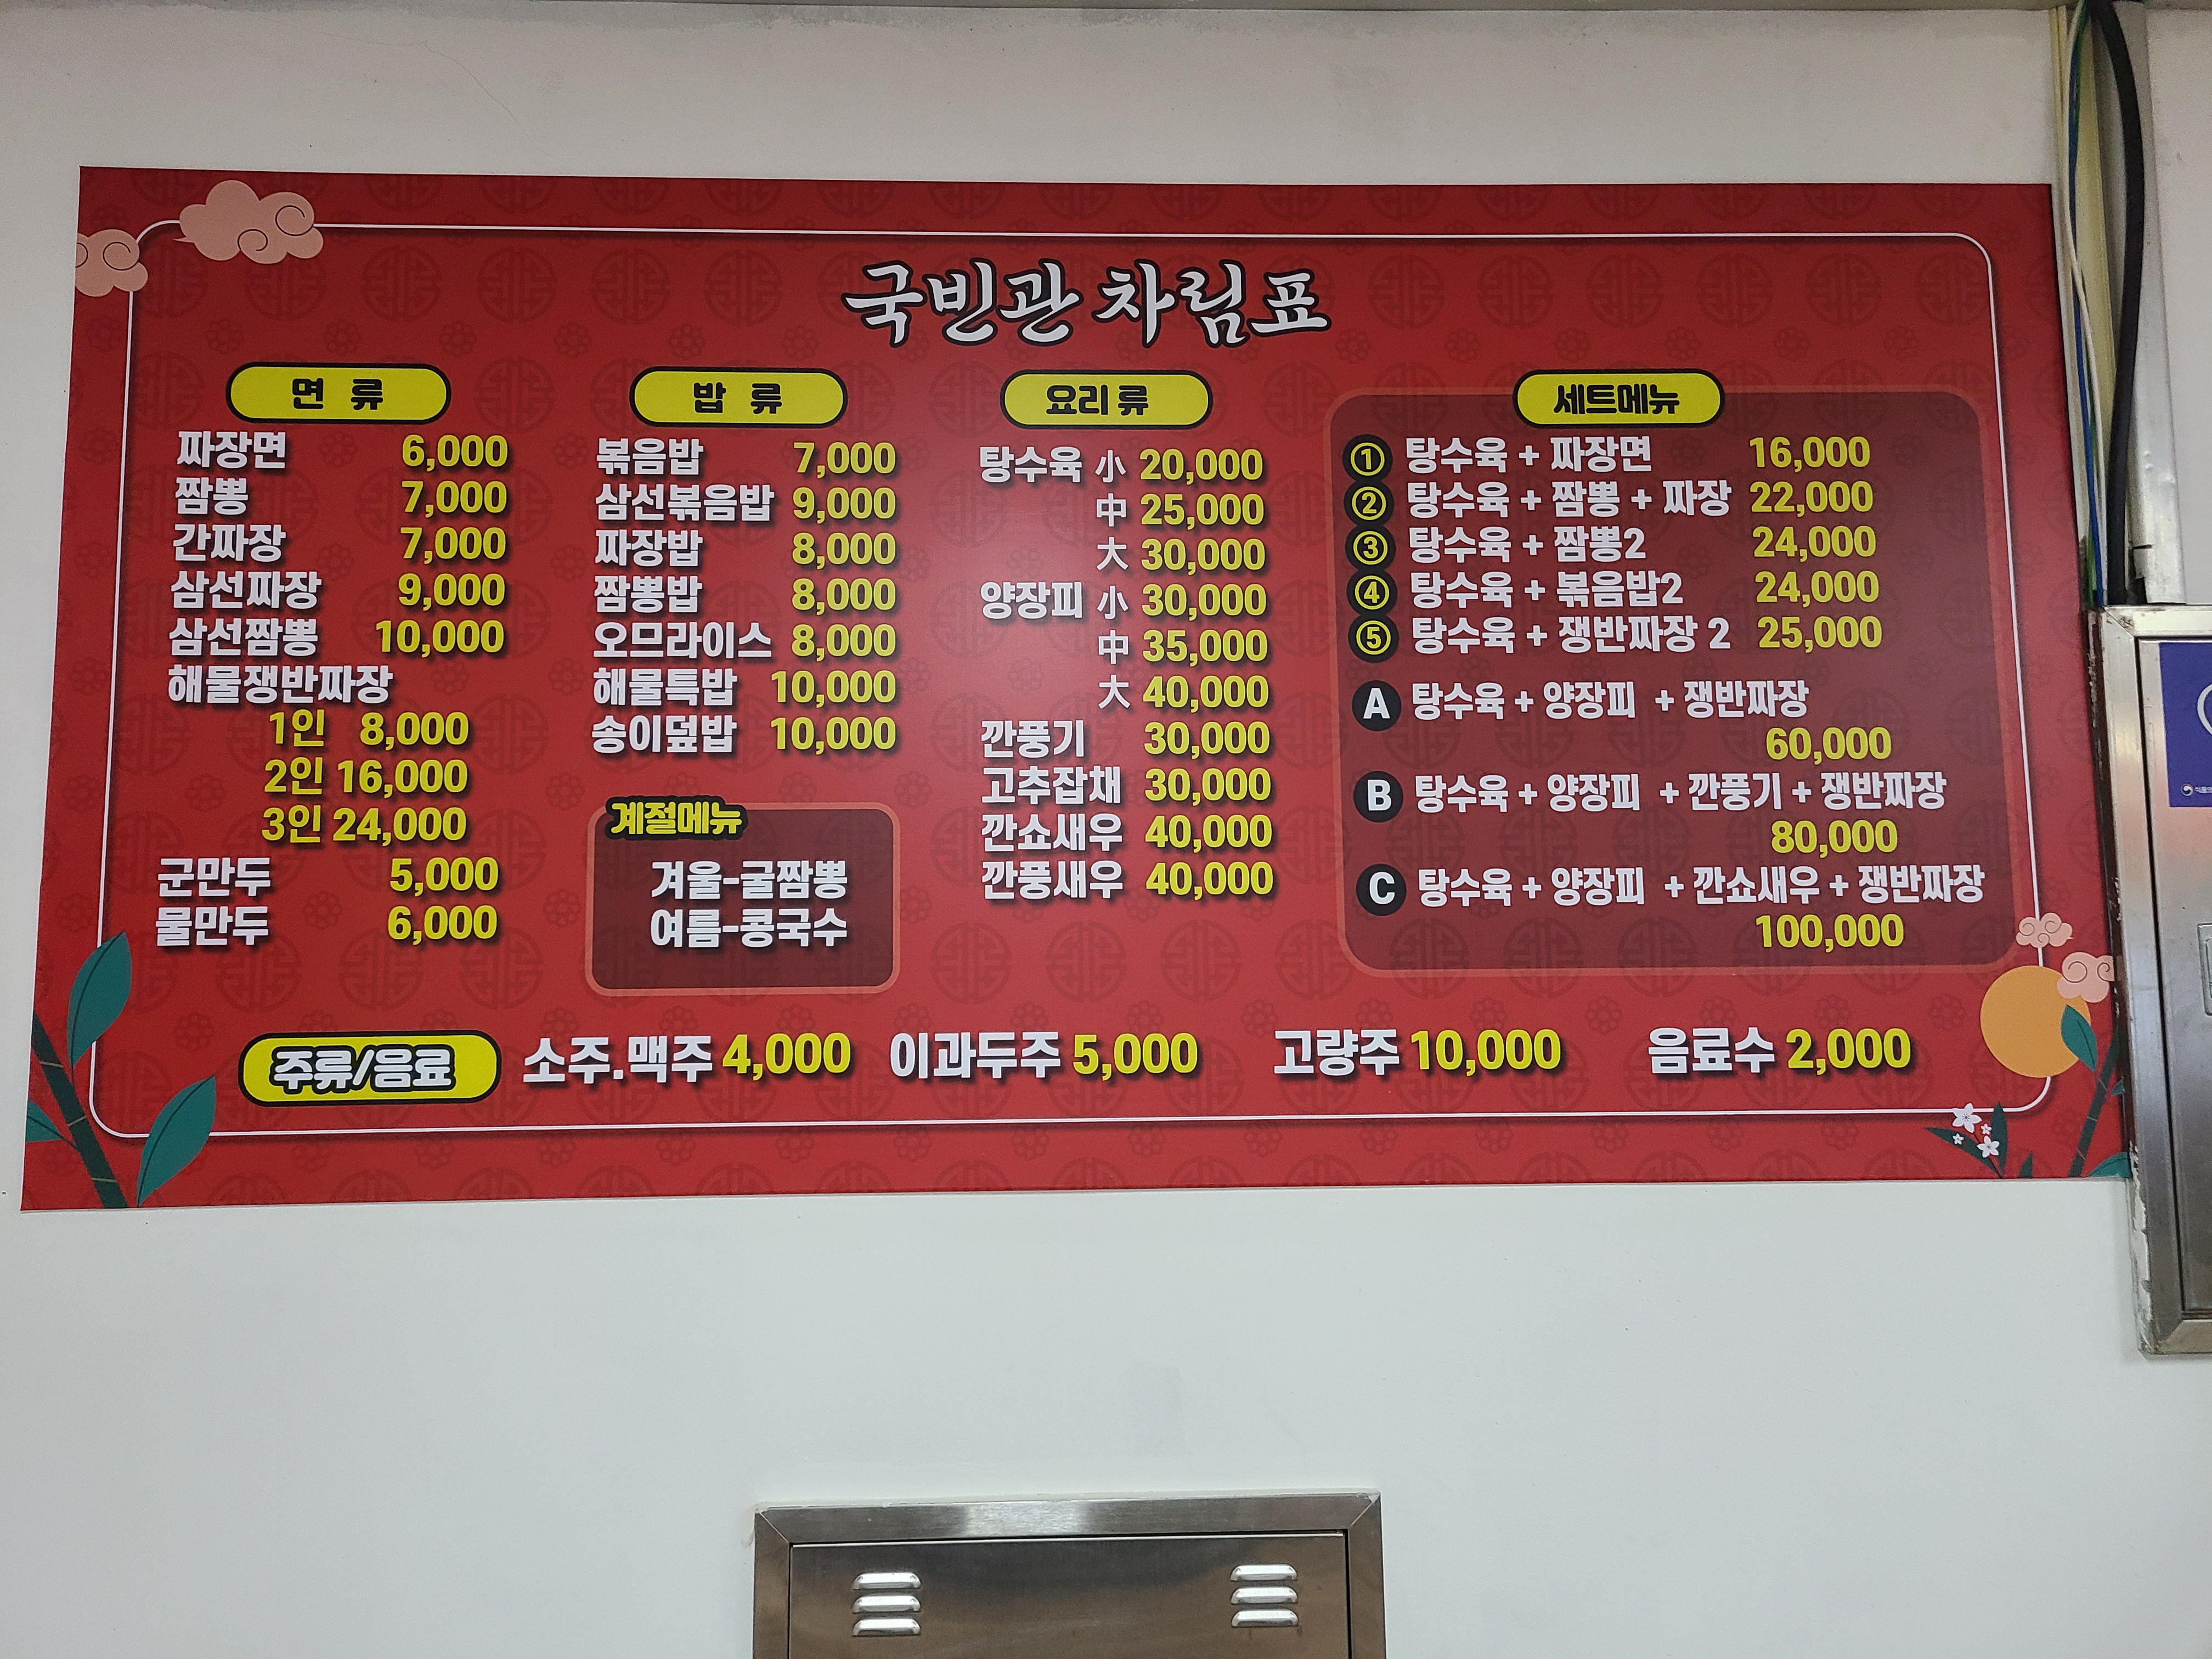 국빈관 차림표
면 류
짜장면 6,000
짬뽕 7,000
간짜장 7,000
삼선짜장 9,000
삼선짬뽕 10,000
해물쟁반짜장
1인 8,000
2인 16,000
3인 24,000
군만두 5,000
물만두 6,000
밥 류
볶음밥 7,000
삼선볶음밥 9,000
짜장밥 8,000
짬뽕밥 8,000
오므라이스 8,000
해물특밥 10,000
송이덮밥 10,000
계절메뉴
겨울-굴짬뽕
여름-콩국수
요리류
탕수육 小 20,000
中 25,000
大 30,000
양장피 小 30,000
中 35,000
大 40,000
깐풍기 30,000
고추잡채 30,000
깐쇼새우 40,000
깐풍새우 40,000
세트메뉴
① 탕수육 + 짜장면 16,000
② 탕수육 + 짬뽕 + 짜장 22,000
③ 탕수육 + 짬뽕2 24,000
④ 탕수육 + 볶음밥2 24,000
⑤ 탕수육 + 쟁반짜장 2 25,000
A 탕수육 + 양장피 + 쟁반짜장
60,000
B 탕수육 + 양장피 + 깐풍기 + 쟁반짜장
80,000
C 탕수육 + 양장피 + 깐쇼새우 + 쟁반짜장
100,000
주류/음료 소주.맥주 4,000 이과두주 5,000 고량주 10,000 음료수 2,000